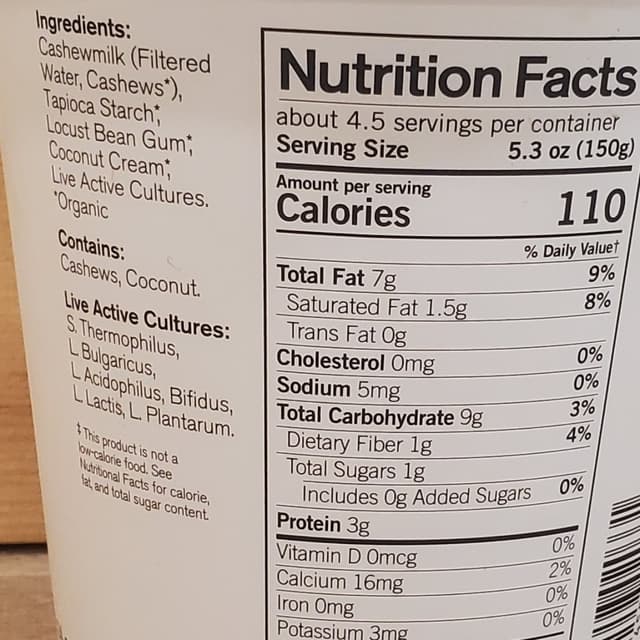 Ingredients:
Cashewmilk (Filtered
Water, Cashews*),
Tapioca Starch*,
Locust Bean Gum*,
Coconut Cream*,
Live Active Cultures.
*Organic
Contains:
Cashews, Coconut.
Live Active Cultures:
S. Thermophilus,
L. Bulgaricus,
L. Acidophilus, Bifidus,
L. Lactis, L. Plantarum.
‡ This product is not a
low-calorie food. See
Nutritional Facts for calorie,
fat, and total sugar content.
Nutrition Facts
about 4.5 servings per container
Serving Size 5.3 oz (150g)
Amount per serving
Calories 110
% Daily Value†
Total Fat 7g 9%
Saturated Fat 1.5g 8%
Trans Fat 0g
Cholesterol 0mg 0%
Sodium 5mg 0%
Total Carbohydrate 9g 3%
Dietary Fiber 1g 4%
Total Sugars 1g
Includes 0g Added Sugars 0%
Protein 3g
Vitamin D 0mcg 0%
Calcium 16mg 2%
Iron 0mg 0%
Potassium 3mg 0%